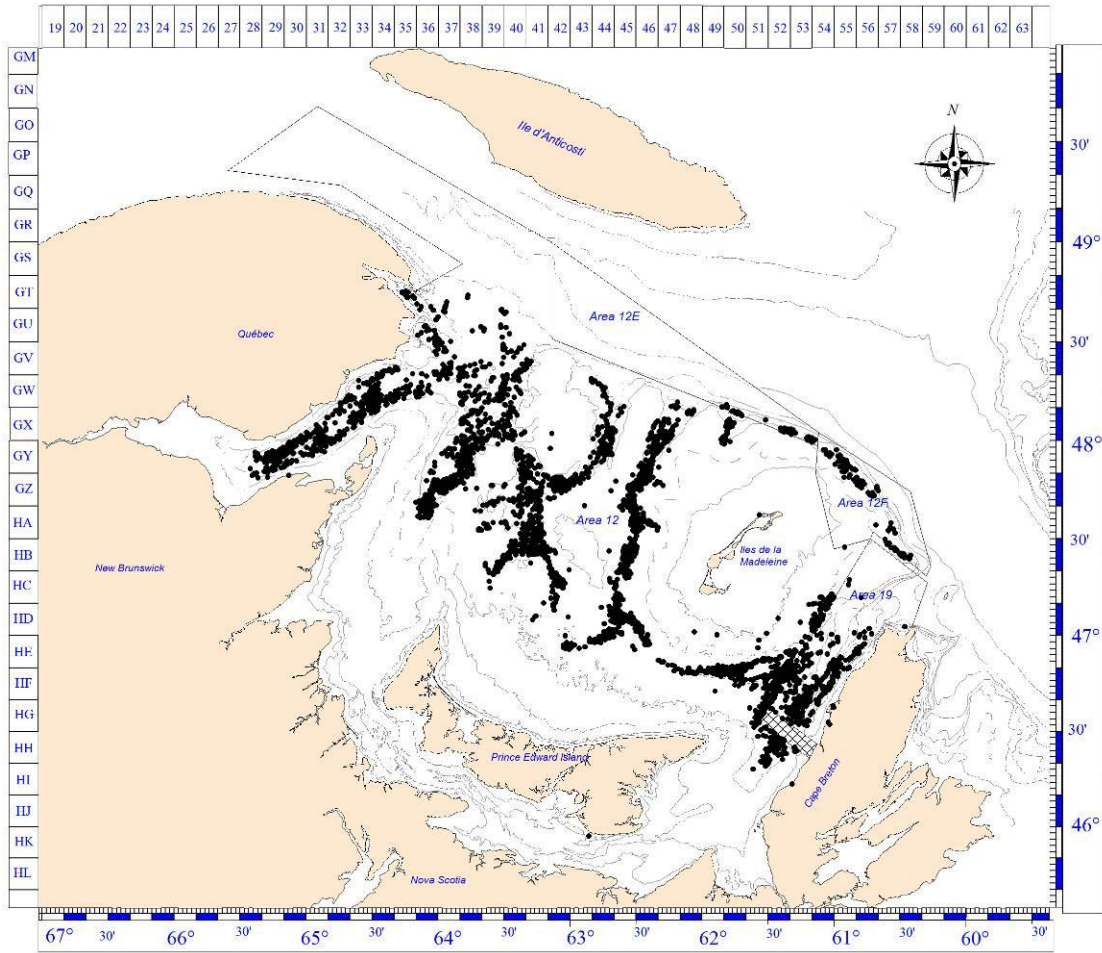 19 20 21 22 23 24 25 26 27 28 29 30 31 32 33 34 35 36 38 39 40 41 43 44 45 46 47 48 49 50 51 52 53 54 55 56 57 58 59 60 61 62 63
GM
GN
GO
GP
GQ
GR
GS
GT
GU
GV
GW
GX
GY
GZ
HA
HB
HC
HD
HE
HF
HG
HH
HI
HJ
HK
HL
N
Ile d'Anticosti
30'
49°
Area 12E
Québec
30'
48°
Area 12F
Area 12
30'
Iles de la
Madeleine
New Brunswick
Area 19
47°
30'
Prince Edward Island
Cape Breton
46°
Nova Scotia
67° 30' 66° 30' 65° 30' 64° 30' 63° 30' 62° 30' 61° 30' 60° 30'